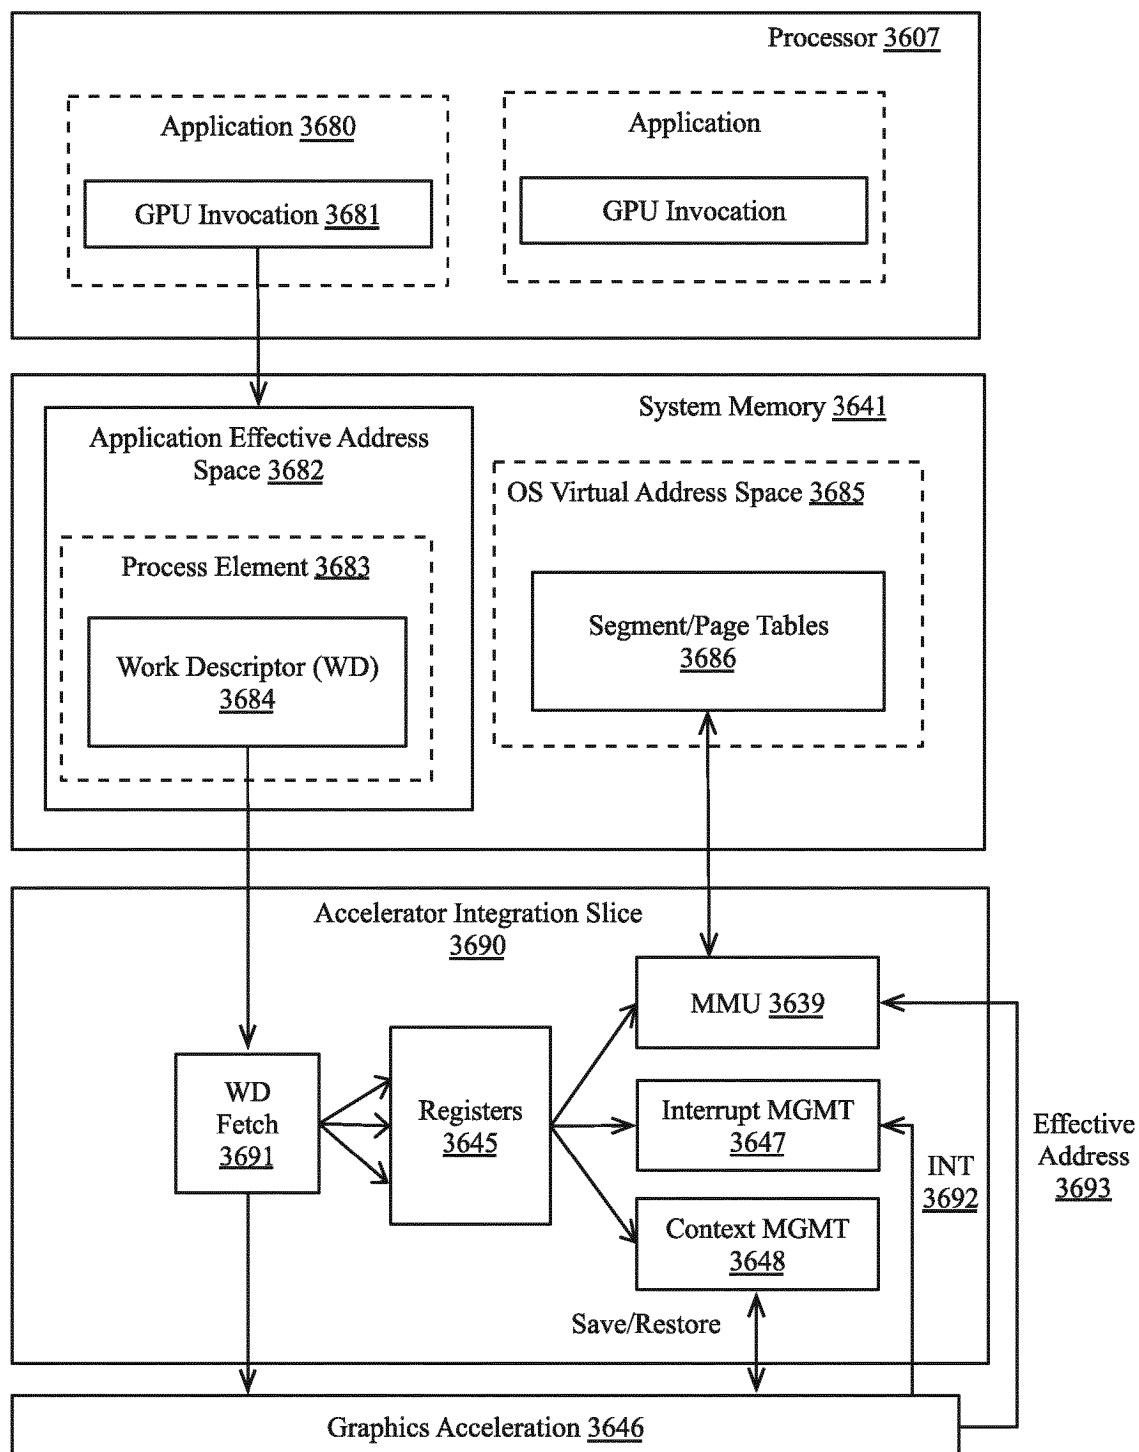 Processor 3607
Application 3680
GPU Invocation 3681
Application
GPU Invocation
System Memory 3641
Application Effective Address
Space 3682
Process Element 3683
Work Descriptor (WD)
3684
OS Virtual Address Space 3685
Segment/Page Tables
3686
Accelerator Integration Slice
3690
WD
Fetch
3691
Registers
3645
MMU 3639
Interrupt MGMT
3647
Context MGMT
3648
Save/Restore
INT
3692
Effective
Address
3693
Graphics Acceleration 3646